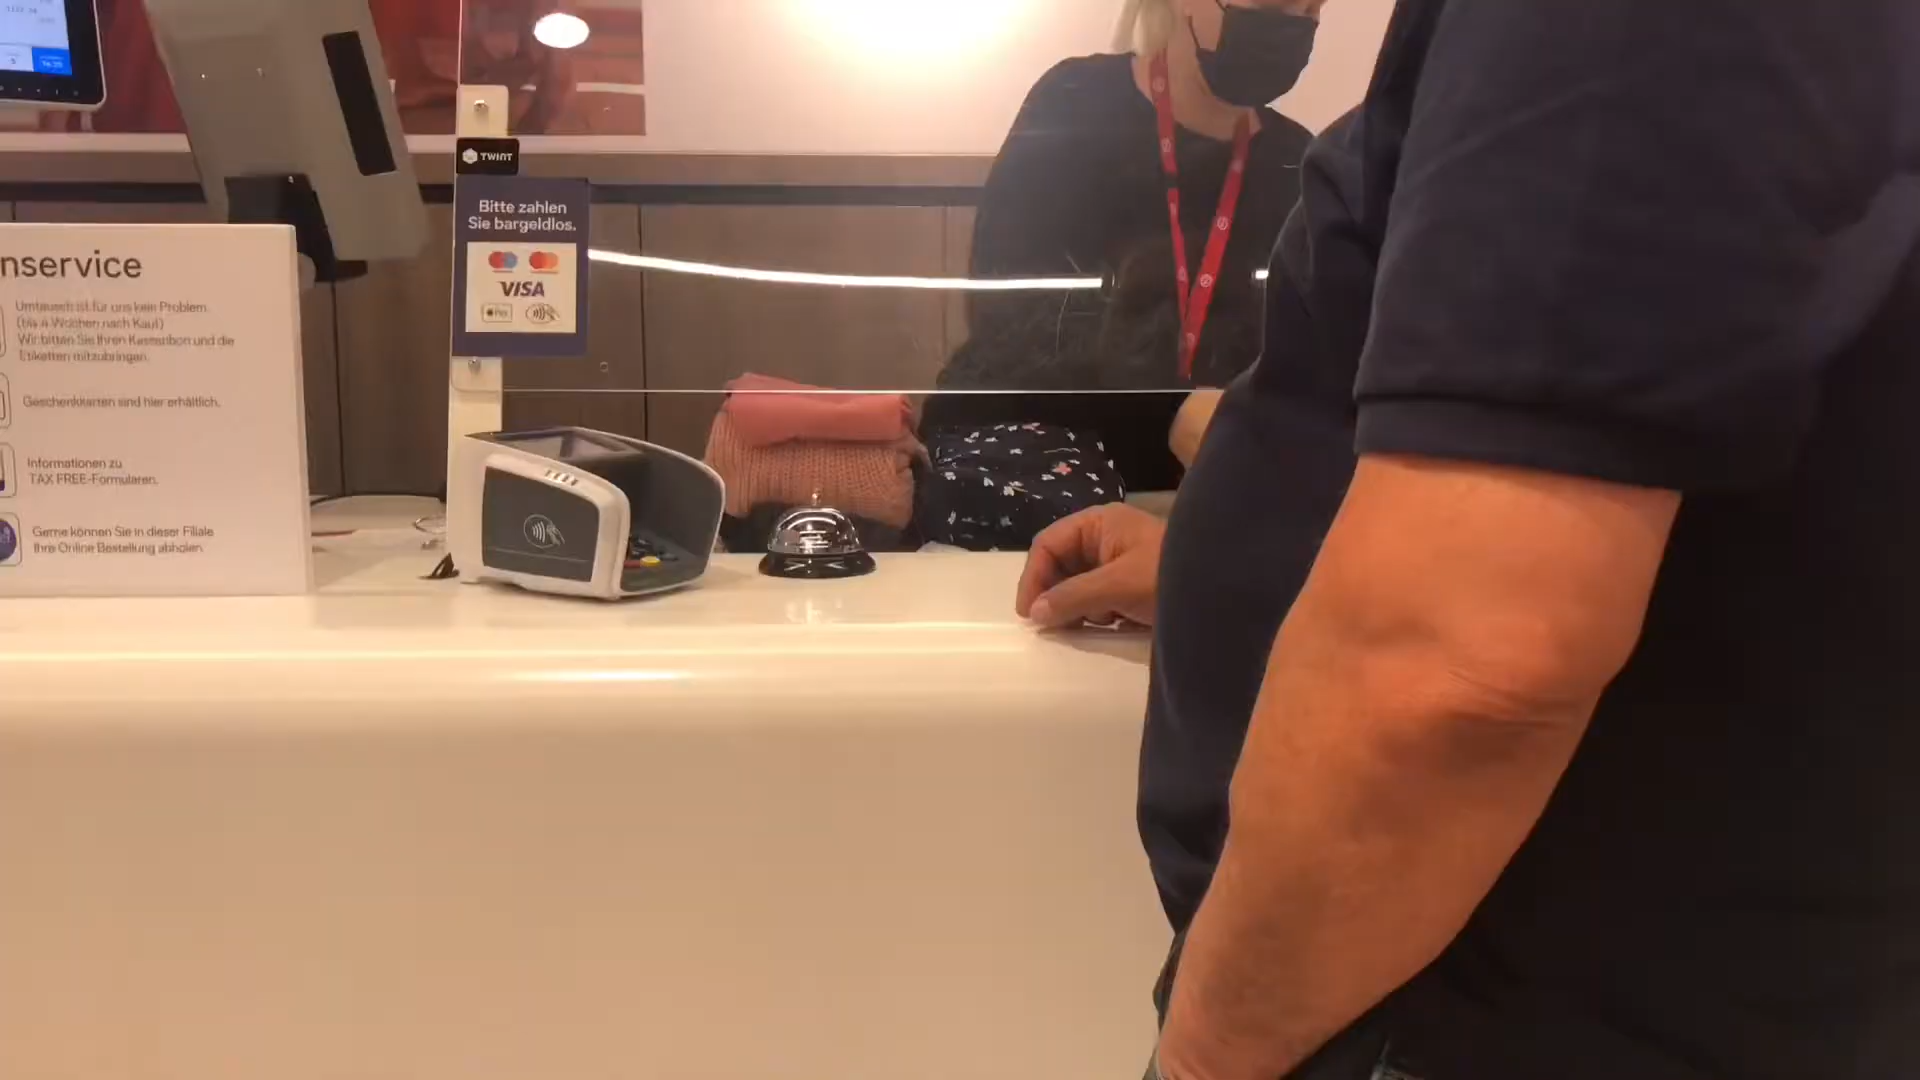 TWINT
Bitte zahlen
Sie bargeldlos.
VISA
Pay
nservice
Umtausch ist für uns kein Problem.
(bis 4 Wochen nach Kauf)
Wir bitten Sie Ihren Kassenbon und die
Etiketten mitzubringen.
Geschenkkarten sind hier erhältlich.
Informationen zu
TAX FREE-Formularen.
Gerne können Sie in dieser Filiale
Ihre Online Bestellung abholen.